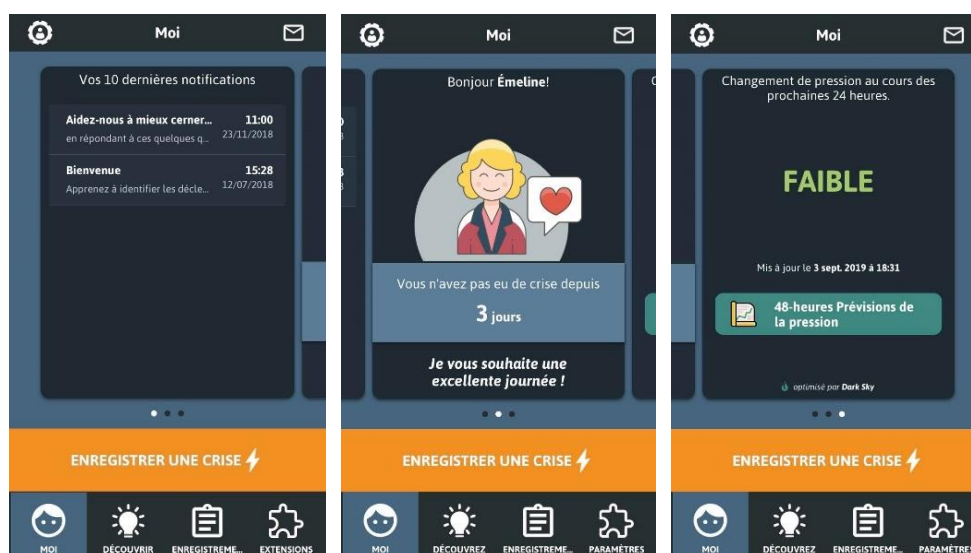 Moi
Vos 10 dernières notifications
Aidez-nous à mieux cerner... 11:00
en répondant à ces quelques q... 23/11/2018
Bienvenue 15:28
Apprenez à identifier les décle... 12/07/2018
ENREGISTRER UNE CRISE
MOI DÉCOUVRIR ENREGISTREME... EXTENSIONS
Moi
Bonjour Émeline!
Vous n'avez pas eu de crise depuis
3 jours
Je vous souhaite une
excellente journée !
ENREGISTRER UNE CRISE
MOI DÉCOUVREZ ENREGISTREME... PARAMÈTRES
Moi
Changement de pression au cours des
prochaines 24 heures.
FAIBLE
Mis à jour le 3 sept. 2019 à 18:31
48-heures Prévisions de
la pression
optimisé par Dark Sky
ENREGISTRER UNE CRISE
MOI DÉCOUVREZ ENREGISTREME... PARAMÈTRES